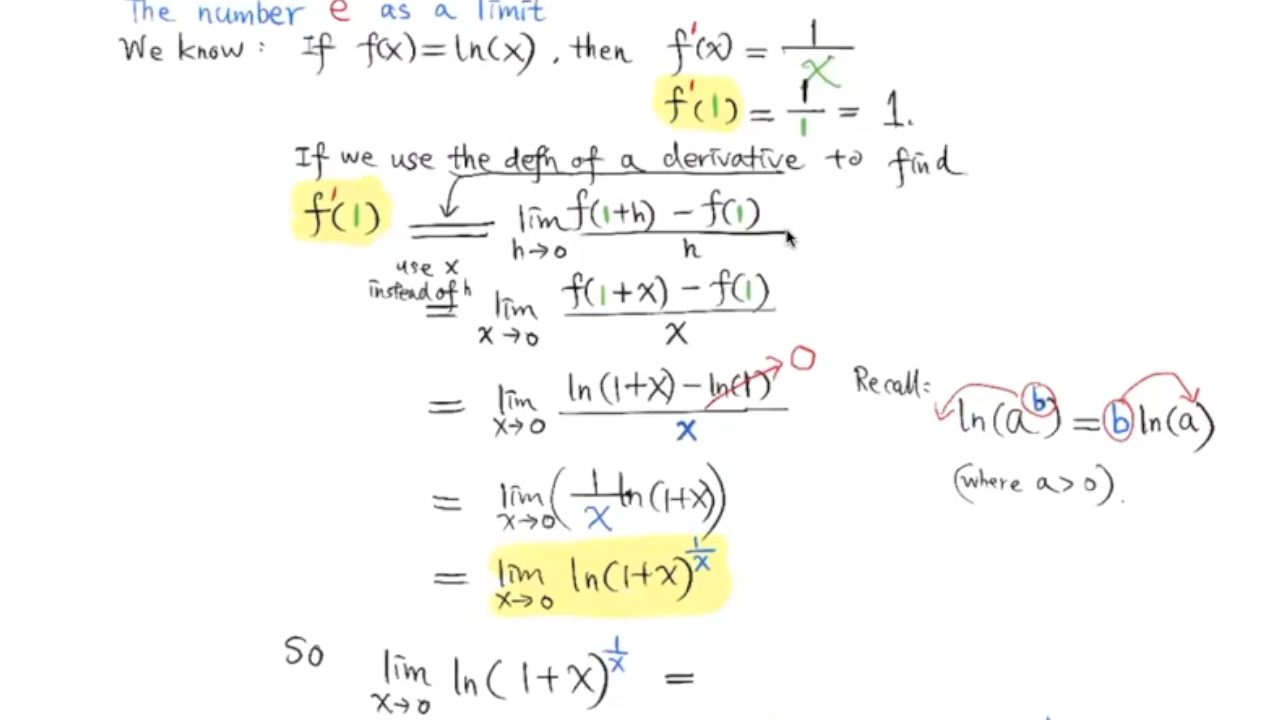 The number e as a limit
We know: If f(x)=ln(x), then f'(x) = 1/x
f'(1) = 1/1 = 1.
If we use the defn of a derivative to find
f'(1) = lim h→0 (f(1+h) − f(1))/h
use x
instead of h
= lim x→0 (f(1+x) − f(1))/x
= lim x→0 (ln(1+x) − ln(1))/x → 0
Recall:
ln(a^b) = b ln(a)
(where a>0).
= lim x→0 (1/x ln(1+x))
= lim x→0 ln(1+x)^(1/x)
So lim x→0 ln(1+x)^(1/x) =